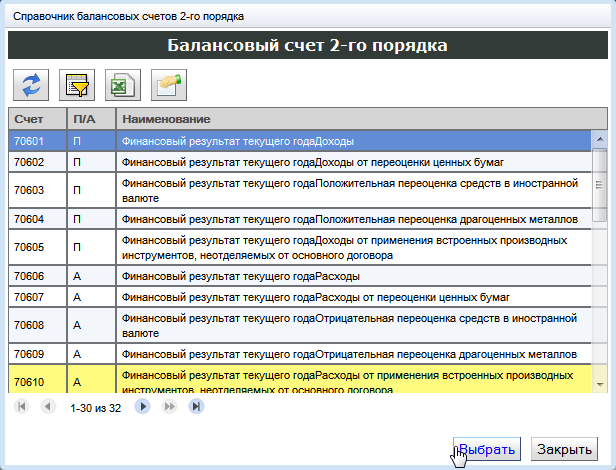 Справочник балансовых счетов 2-го порядка
Балансовый счет 2-го порядка
Счет П/А Наименование
70601 П Финансовый результат текущего годаДоходы
70602 П Финансовый результат текущего годаДоходы от переоценки ценных бумаг
70603 П Финансовый результат текущего годаПоложительная переоценка средств в иностранной
валюте
70604 П Финансовый результат текущего годаПоложительная переоценка драгоценных металлов
70605 П Финансовый результат текущего годаДоходы от применения встроенных производных
инструментов, неотделяемых от основного договора
70606 А Финансовый результат текущего годаРасходы
70607 А Финансовый результат текущего годаРасходы от переоценки ценных бумаг
70608 А Финансовый результат текущего годаОтрицательная переоценка средств в иностранной
валюте
70609 А Финансовый результат текущего годаОтрицательная переоценка драгоценных металлов
70610 А Финансовый результат текущего годаРасходы от применения встроенных производных
инструментов, неотделяемых от основного договора
1-30 из 32
Выбрать Закрыть